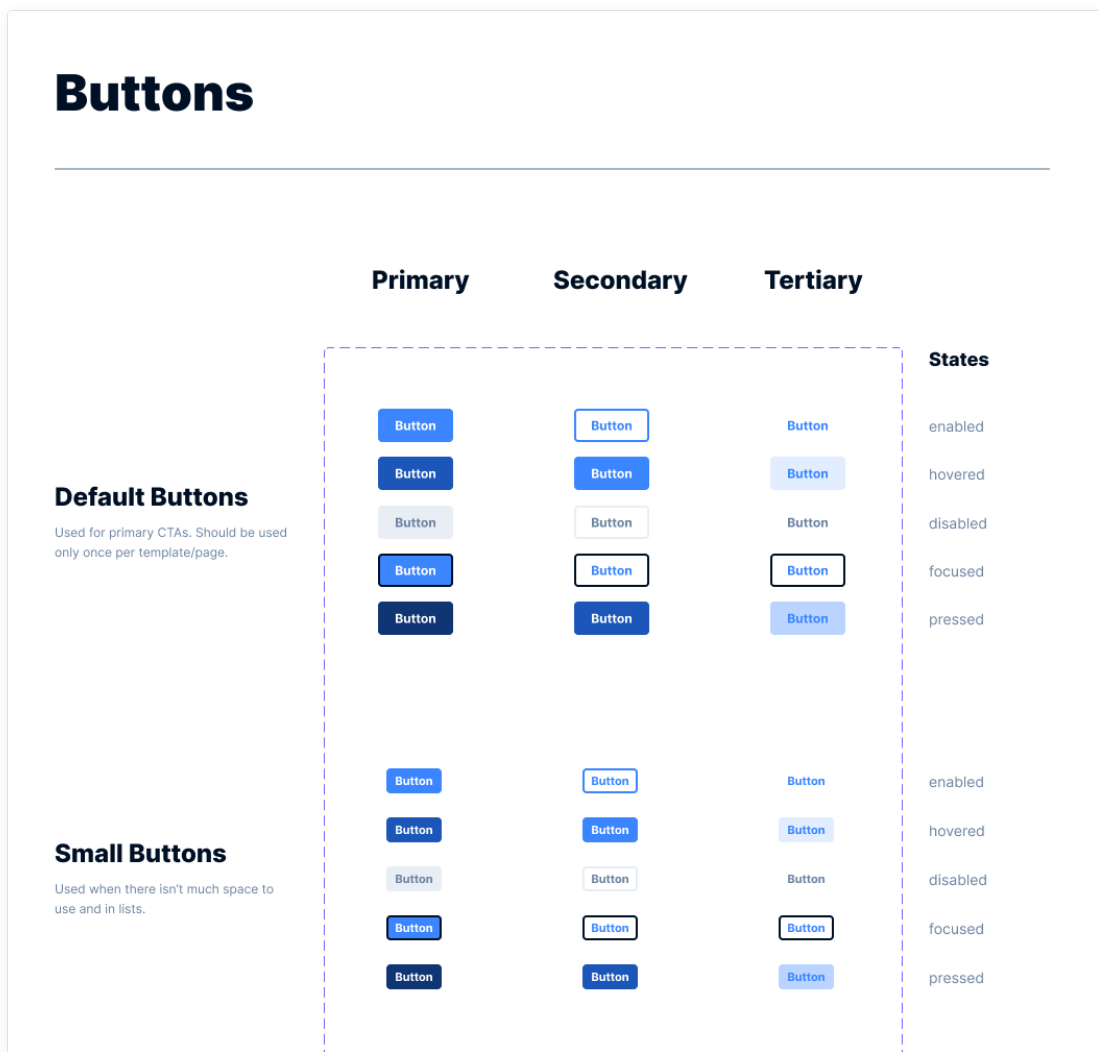 Buttons
Primary Secondary Tertiary
States
Button Button Button enabled
Button Button Button hovered
Default Buttons
Used for primary CTAs. Should be used
only once per template/page.
Button Button Button disabled
Button Button Button focused
Button Button Button pressed
Button Button Button enabled
Button Button Button hovered
Small Buttons
Used when there isn’t much space to
use and in lists.
Button Button Button disabled
Button Button Button focused
Button Button Button pressed